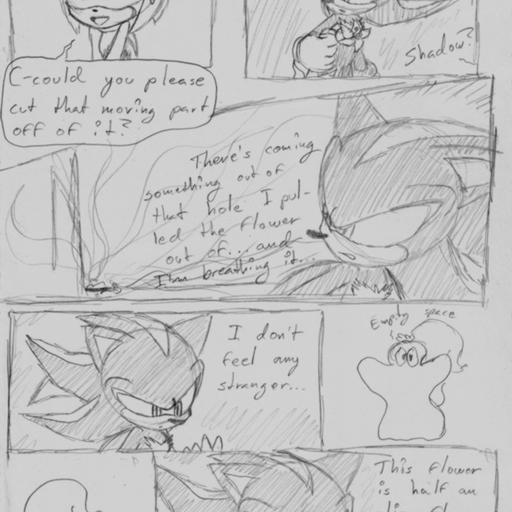 C-could you please
cut that moving part
off of it?
Shadow?
There's coming
something out of
that hole I pul-
led the flower
out of... and
I'm breathing it...
I don't
feel any
stranger...
Empty space
This flower
is half an